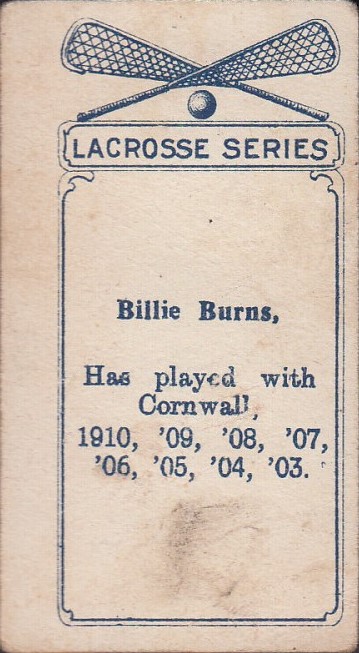 LACROSSE SERIES
Billie Burns,
Has played with
Cornwall,
1910, '09, '08, '07,
'06, '05, '04, '03.